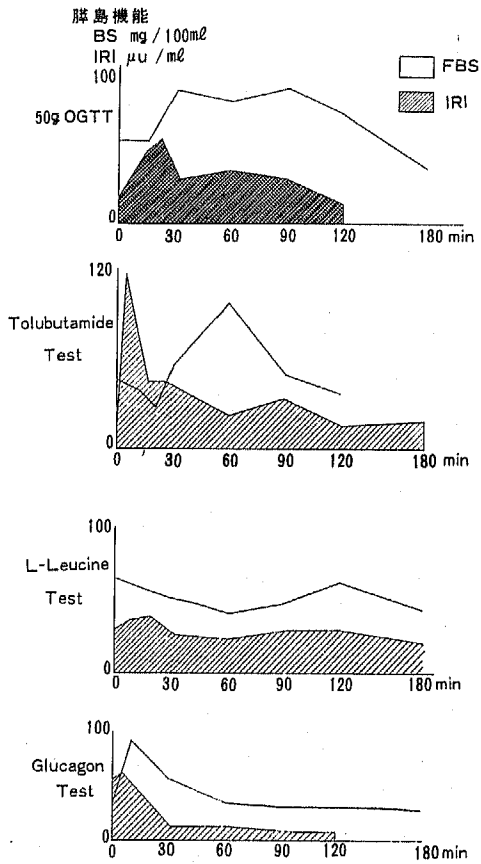 膵島機能
BS mg/100mℓ
IRI μu/mℓ
100
FBS
50g OGTT
IRI
0
0 30 60 90 120 180 min
120
Tolubutamide
Test
0
0 30 60 90 120 180 min
100
L-Leucine
Test
0
0 30 60 90 120 180 min
100
Glucagon
Test
0
0 30 60 90 120 180 min